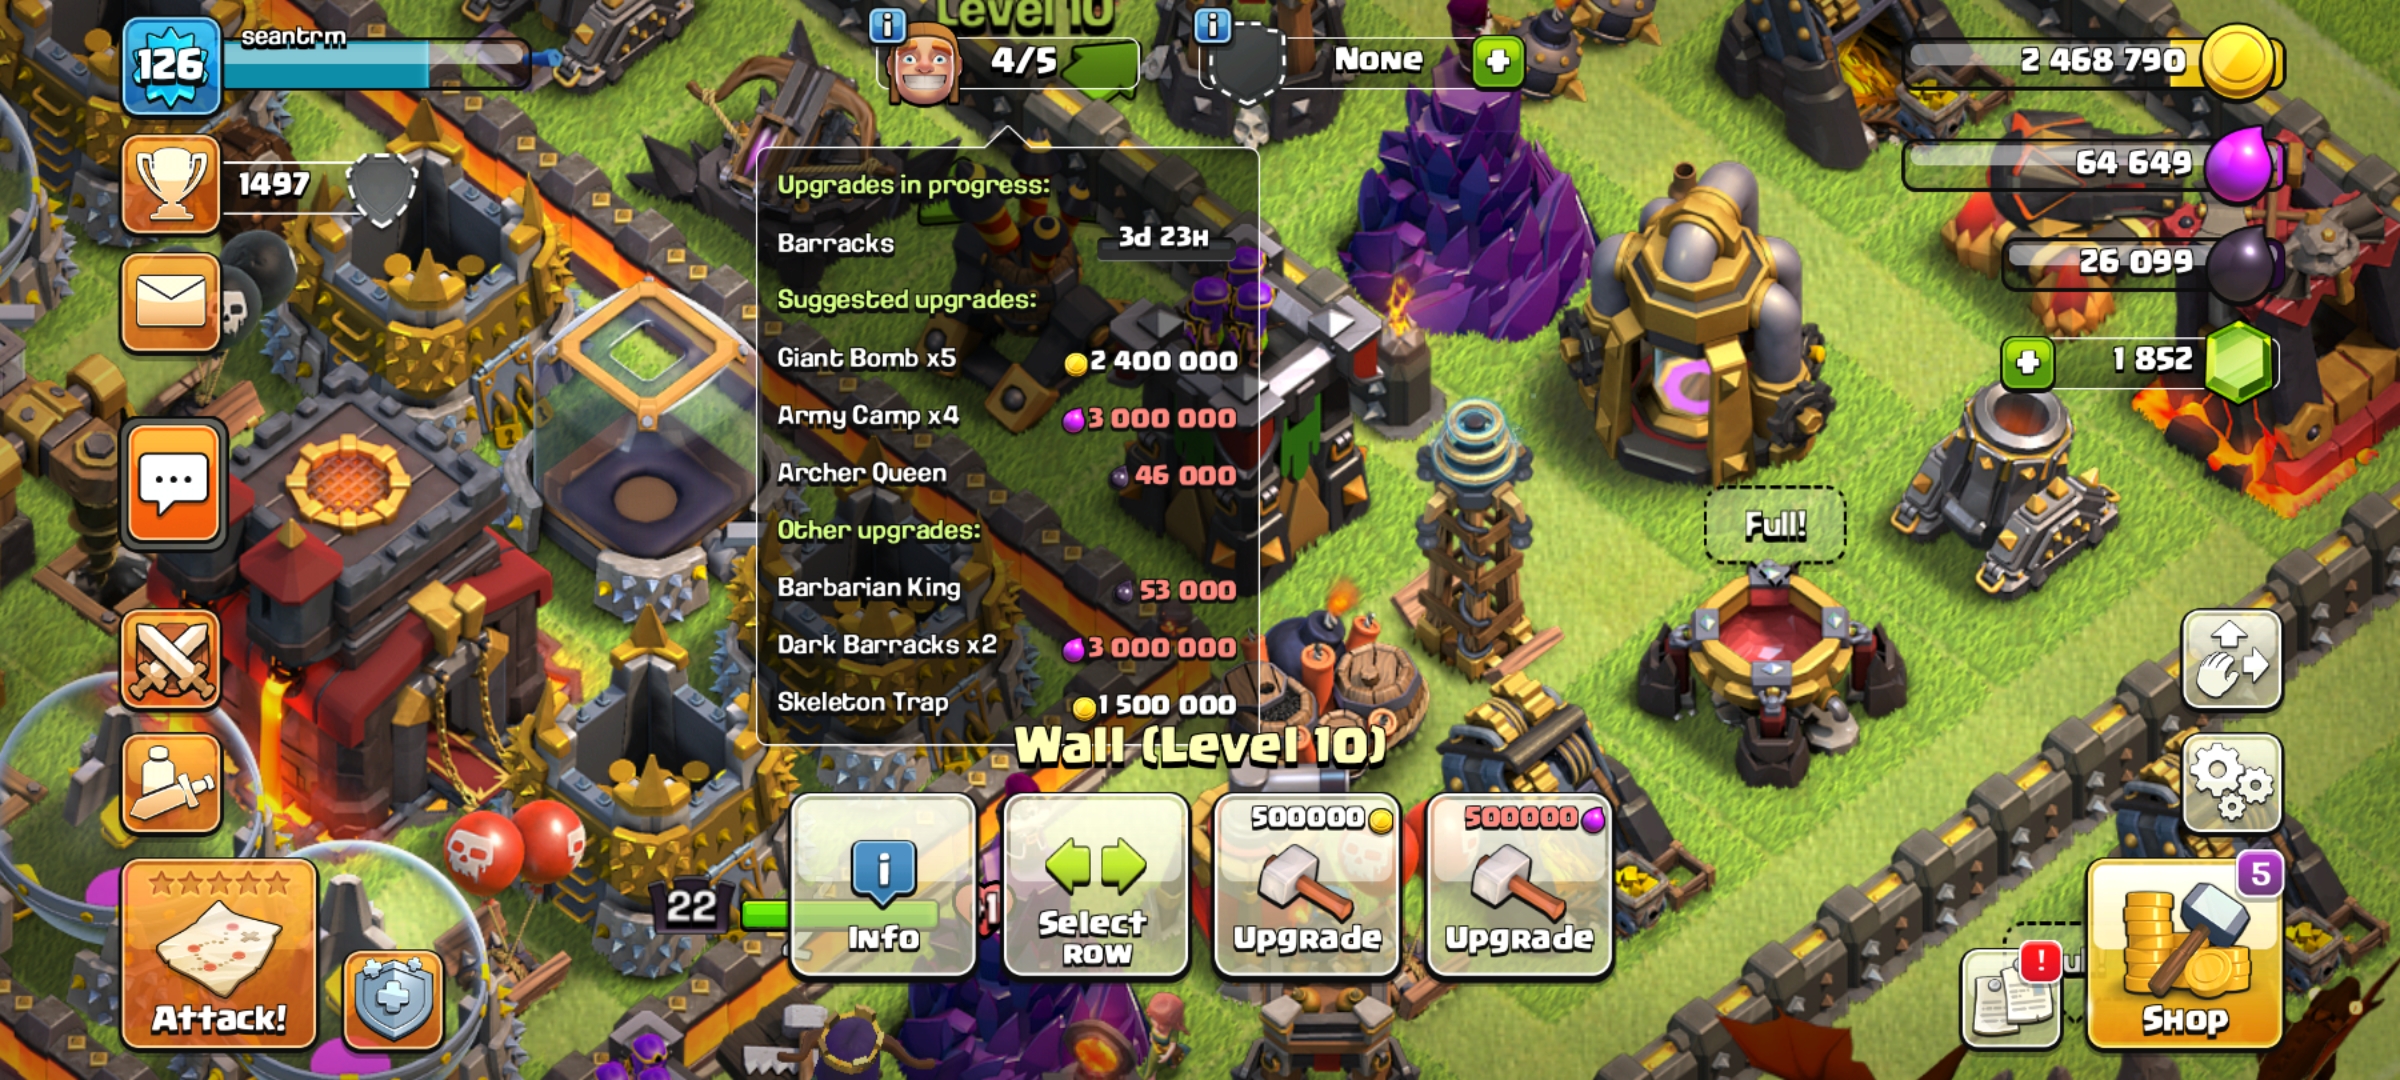 Level 10
126
seantrm
4/5
None
2 468 790
1497
64 649
26 099
1 852
Upgrades in progress:
Barracks
3d 23H
Suggested upgrades:
Giant Bomb x5
2 400 000
Army Camp x4
3 000 000
Archer Queen
46 000
Other upgrades:
Barbarian King
53 000
Dark Barracks x2
3 000 000
Skeleton Trap
1 500 000
Full!
Wall (Level 10)
500000
500000
Info
Select
Row
Upgrade
Upgrade
22
5
!
Attack!
Shop